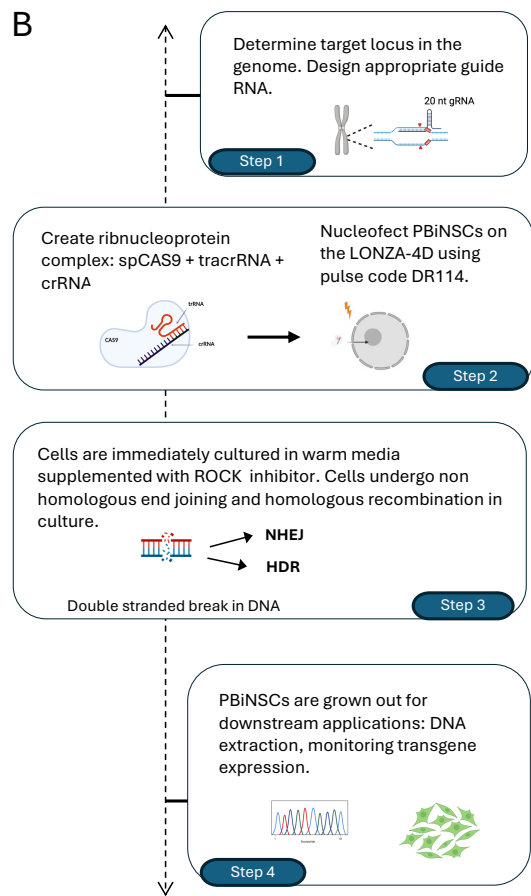 B
Determine target locus in the
genome. Design appropriate guide
RNA.
20 nt gRNA
Step 1
Create ribnucleoprotein
complex: spCAS9 + tracrRNA +
crRNA
trRNA
CAS9
crRNA
Nucleofect PBiNSCs on
the LONZA-4D using
pulse code DR114.
Step 2
Cells are immediately cultured in warm media
supplemented with ROCK inhibitor. Cells undergo non
homologous end joining and homologous recombination in
culture.
NHEJ
HDR
Double stranded break in DNA
Step 3
PBiNSCs are grown out for
downstream applications: DNA
extraction, monitoring transgene
expression.
Nucleotide
Step 4